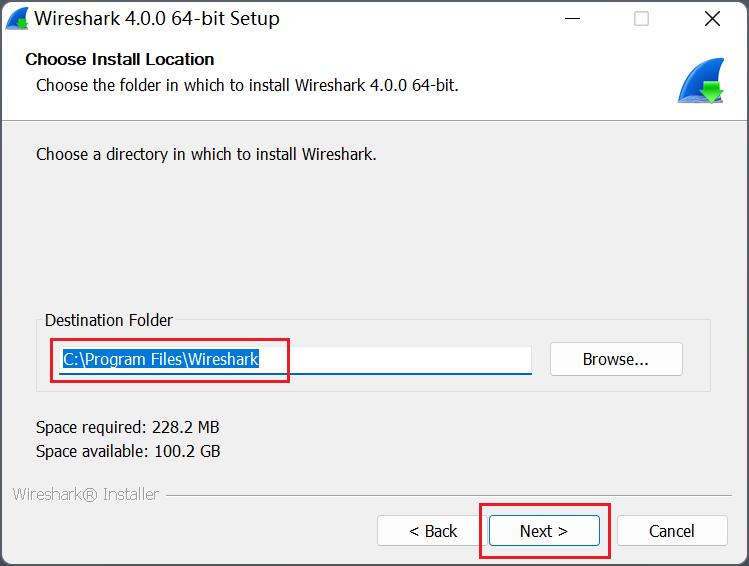 Wireshark 4.0.0 64-bit Setup
Choose Install Location
Choose the folder in which to install Wireshark 4.0.0 64-bit.
Choose a directory in which to install Wireshark.
Destination Folder
C:\Program Files\Wireshark
Browse...
Space required: 228.2 MB
Space available: 100.2 GB
Wireshark® Installer
< Back
Next >
Cancel